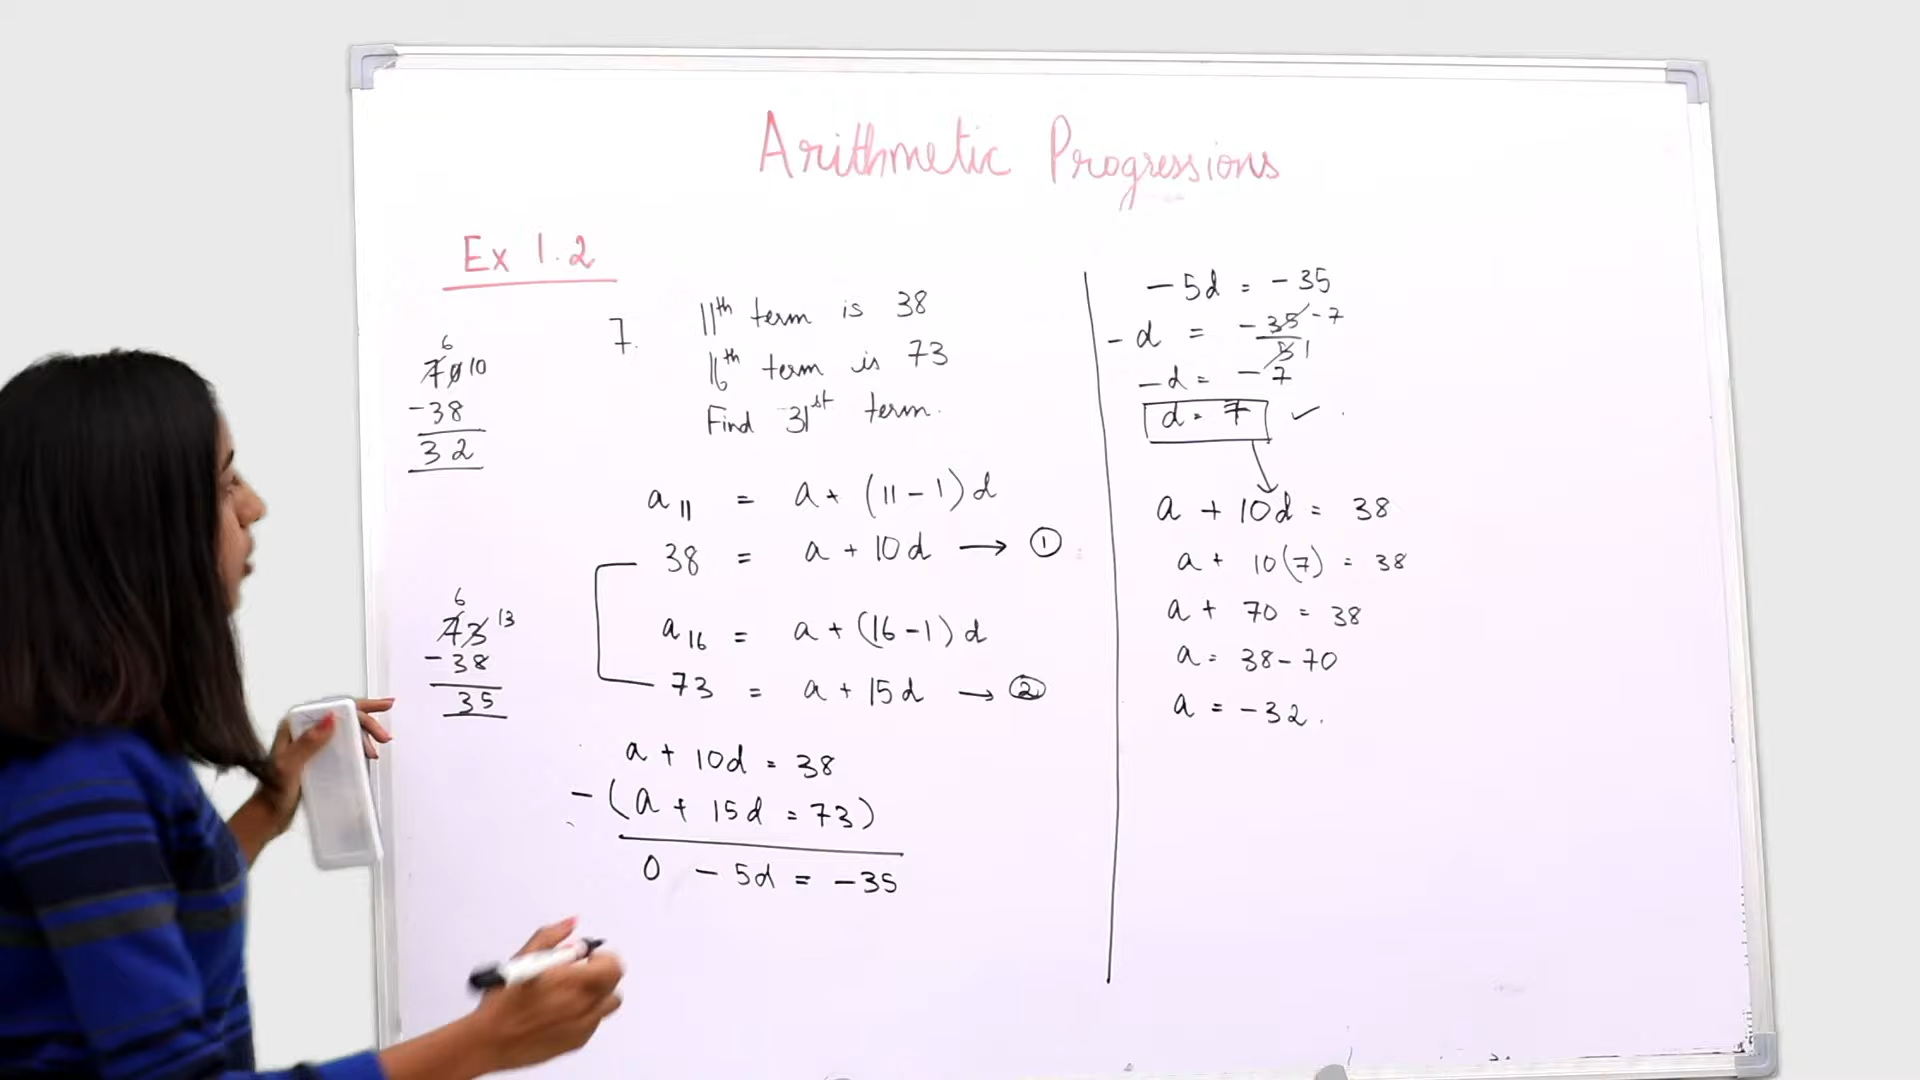 Arithmetic Progressions
Ex 1.2
7. 11th term is 38
16th term is 73
Find 31st term.
a11 = a + (11 - 1) d
38 = a + 10d → ①
a16 = a + (16 - 1) d
73 = a + 15d → ②
a + 10d = 38
- (a + 15d = 73)
0 - 5d = -35
6
70 10
- 38
32
6
73 13
- 38
35
- 5d = - 35
- d = - 35 - 7
5 1
- d = - 7
d = 7 ✓
a + 10d = 38
a + 10(7) = 38
a + 70 = 38
a = 38 - 70
a = - 32.